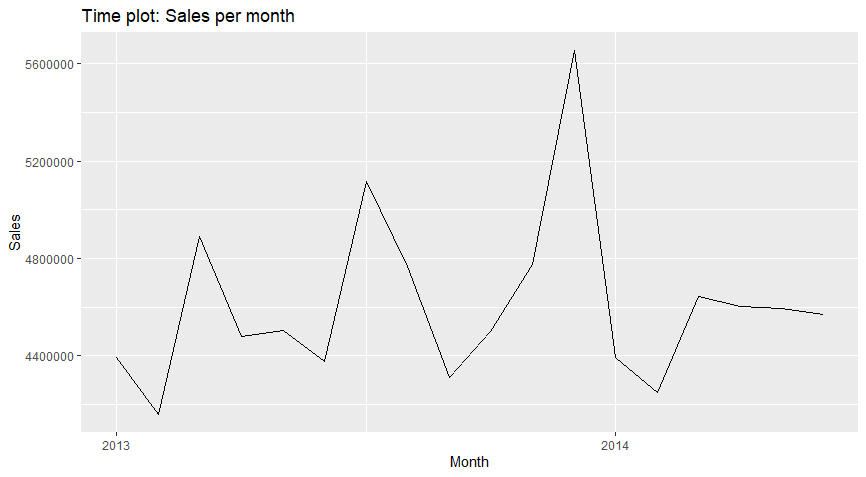 Time plot: Sales per month
5600000
5200000
4800000
4400000
Sales
2013
2014
Month